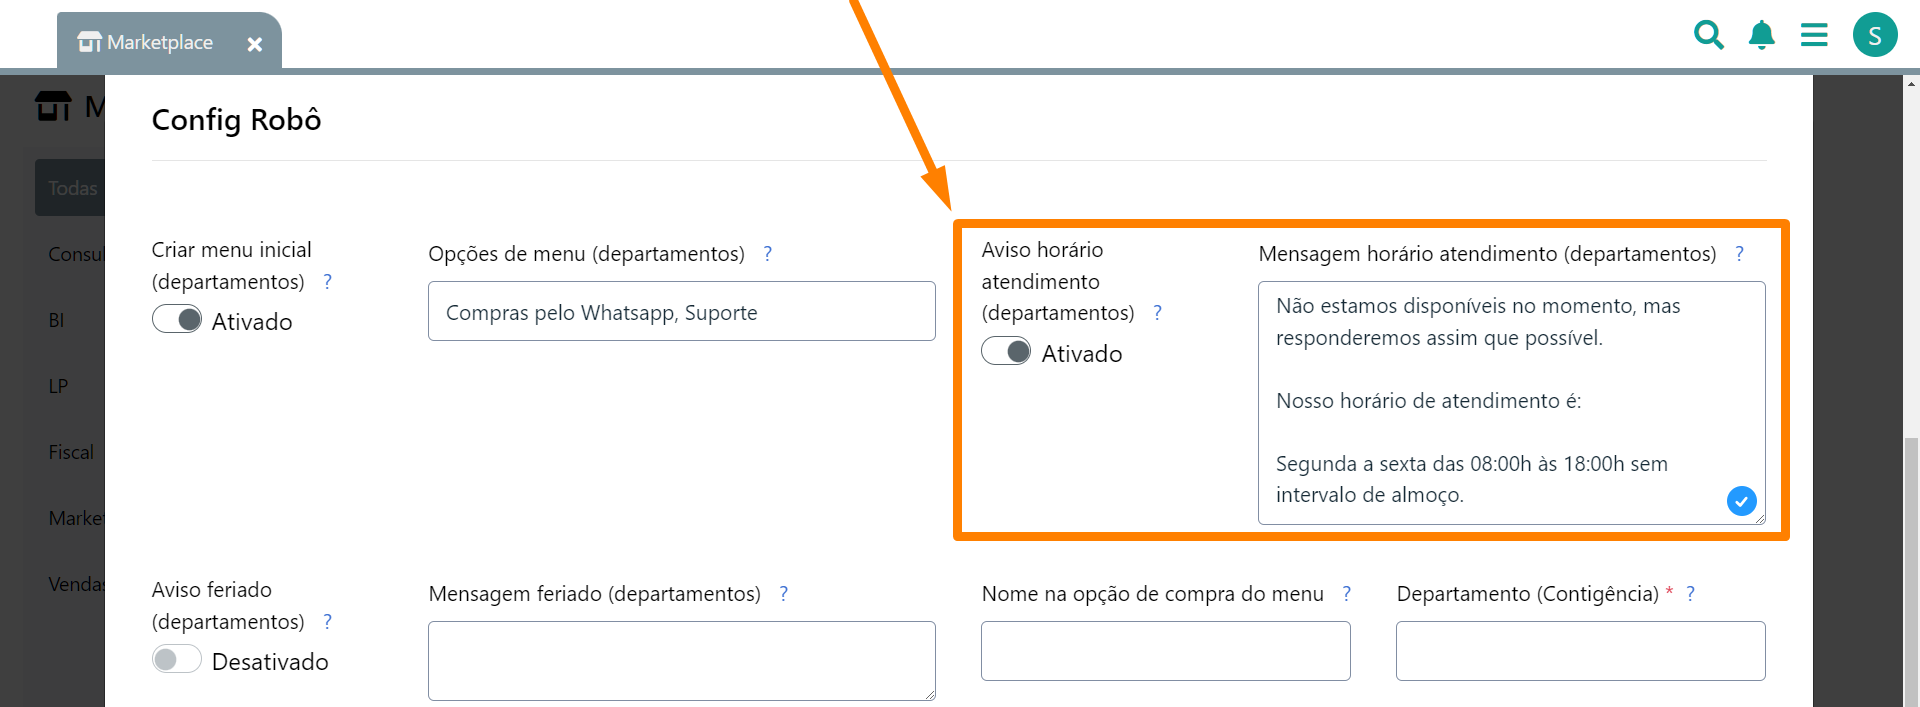 Marketplace
S
M
Config Robô
Todas
Consul
BI
LP
Fiscal
Market
Vendas
Criar menu inicial
(departamentos) ?
Ativado
Opções de menu (departamentos) ?
Compras pelo Whatsapp, Suporte
Aviso horário
atendimento
(departamentos) ?
Ativado
Mensagem horário atendimento (departamentos) ?
Não estamos disponíveis no momento, mas
responderemos assim que possível.
Nosso horário de atendimento é:
Segunda a sexta das 08:00h às 18:00h sem
intervalo de almoço.
Aviso feriado
(departamentos) ?
Desativado
Mensagem feriado (departamentos) ?
Nome na opção de compra do menu ?
Departamento (Contigência) * ?